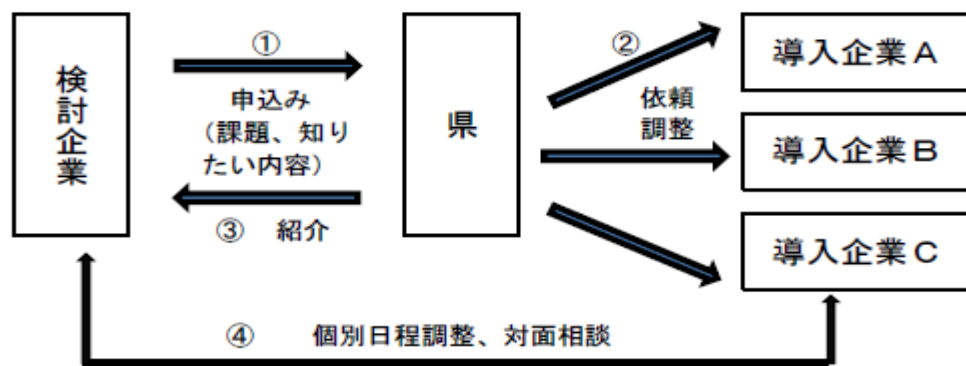 検討企業
①
申込み
（課題、知り
たい内容）
③　紹介
県
②
依頼
調整
導入企業Ａ
導入企業Ｂ
導入企業Ｃ
④　個別日程調整、対面相談